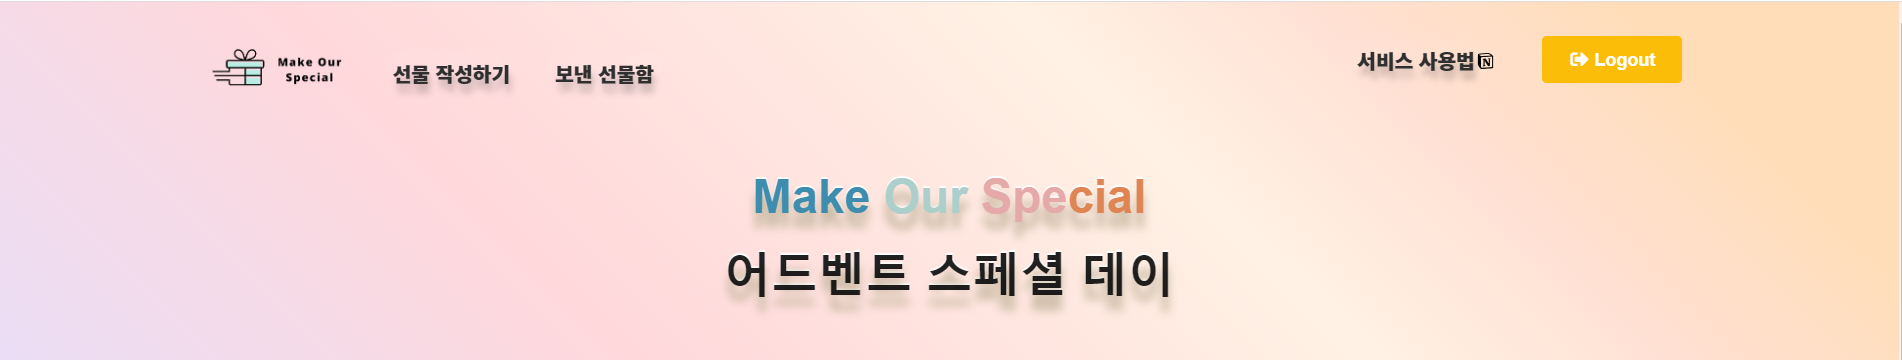 Make Our
Special
선물 작성하기
보낸 선물함
서비스 사용법
Logout
Make Our Special
어드벤트 스페셜 데이